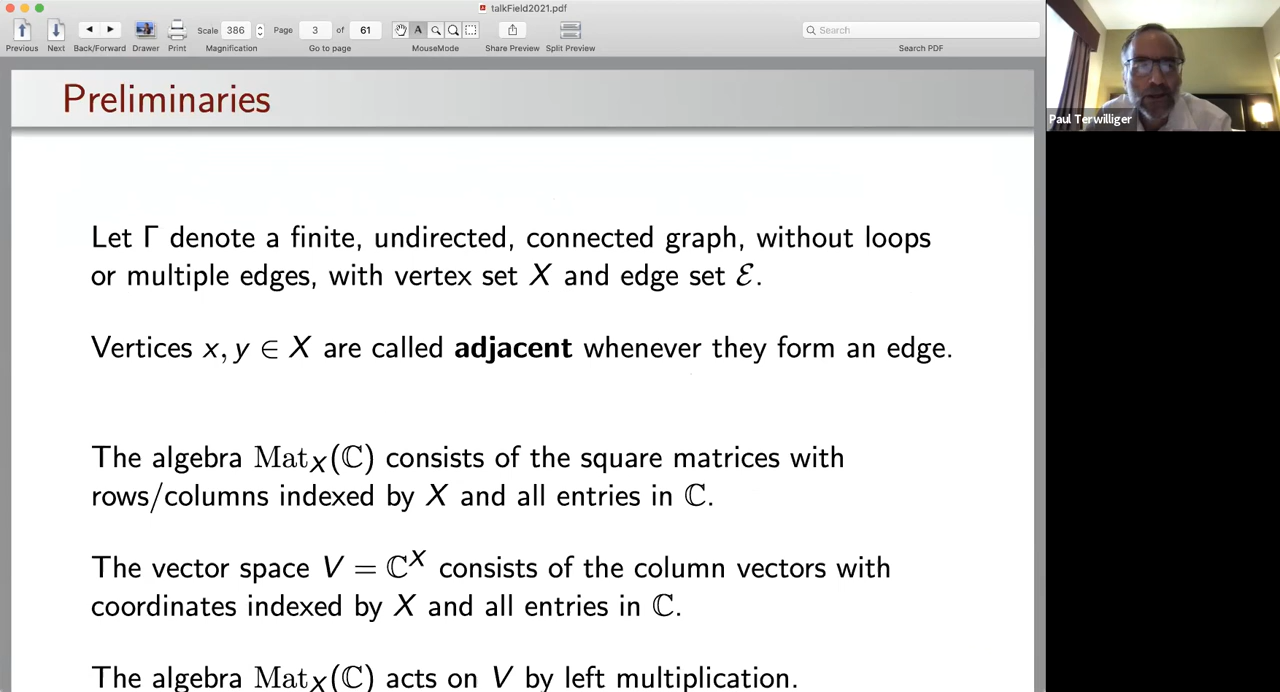 talkField2021.pdf
Scale 386 Page 3 of 61 Search
Previous Next Back/Forward Drawer Print Magnification Go to page MouseMode Share Preview Split Preview Search PDF
Preliminaries
Paul Terwilliger
Let Γ denote a finite, undirected, connected graph, without loops
or multiple edges, with vertex set X and edge set ℰ.
Vertices x, y ∈ X are called adjacent whenever they form an edge.
The algebra Mat_X(ℂ) consists of the square matrices with
rows/columns indexed by X and all entries in ℂ.
The vector space V = ℂ^X consists of the column vectors with
coordinates indexed by X and all entries in ℂ.
The algebra Mat_X(ℂ) acts on V by left multiplication.